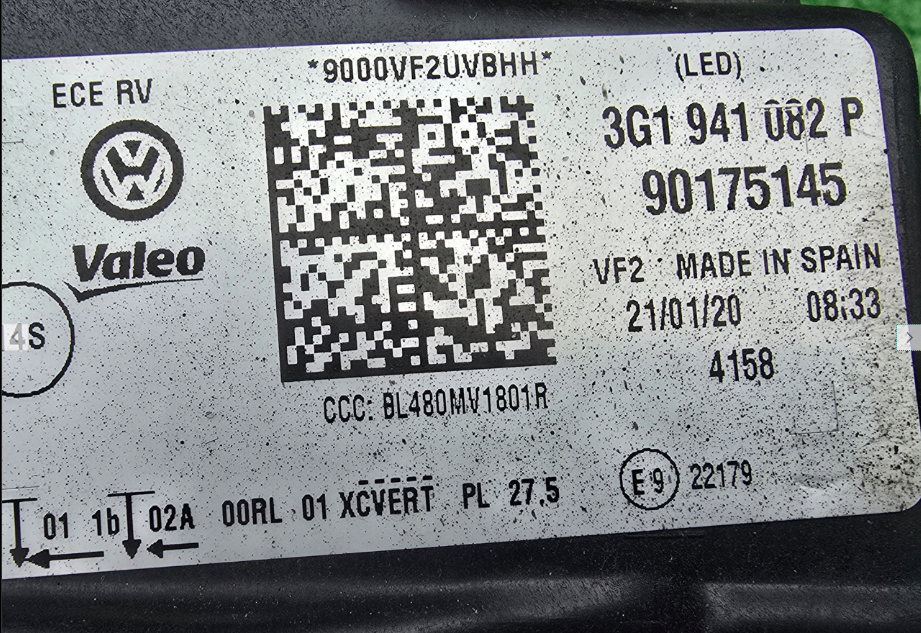 ECE RV
*9000VF2UVBHH*
(LED)
3G1 941 082 P
90175145
Valeo
VF2 MADE IN SPAIN
21/01/20 08:33
4158
4S
CCC: BL480MV1801R
E9 22179
01 1b 02A 00RL 01 XCVERT PL 27.5